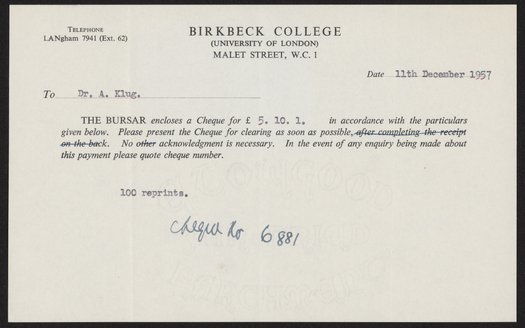 TELEPHONE
LANgham 7941 (Ext. 62)
BIRKBECK COLLEGE
(UNIVERSITY OF LONDON)
MALET STREET, W.C. 1
Date 11th December 1957
To Dr. A. Klug.
THE BURSAR encloses a Cheque for £ 5. 10. 1. in accordance with the particulars
given below. Please present the Cheque for clearing as soon as possible, after completing the receipt
on the back. No other acknowledgment is necessary. In the event of any enquiry being made about
this payment please quote cheque number.
100 reprints.
Cheque No 6881